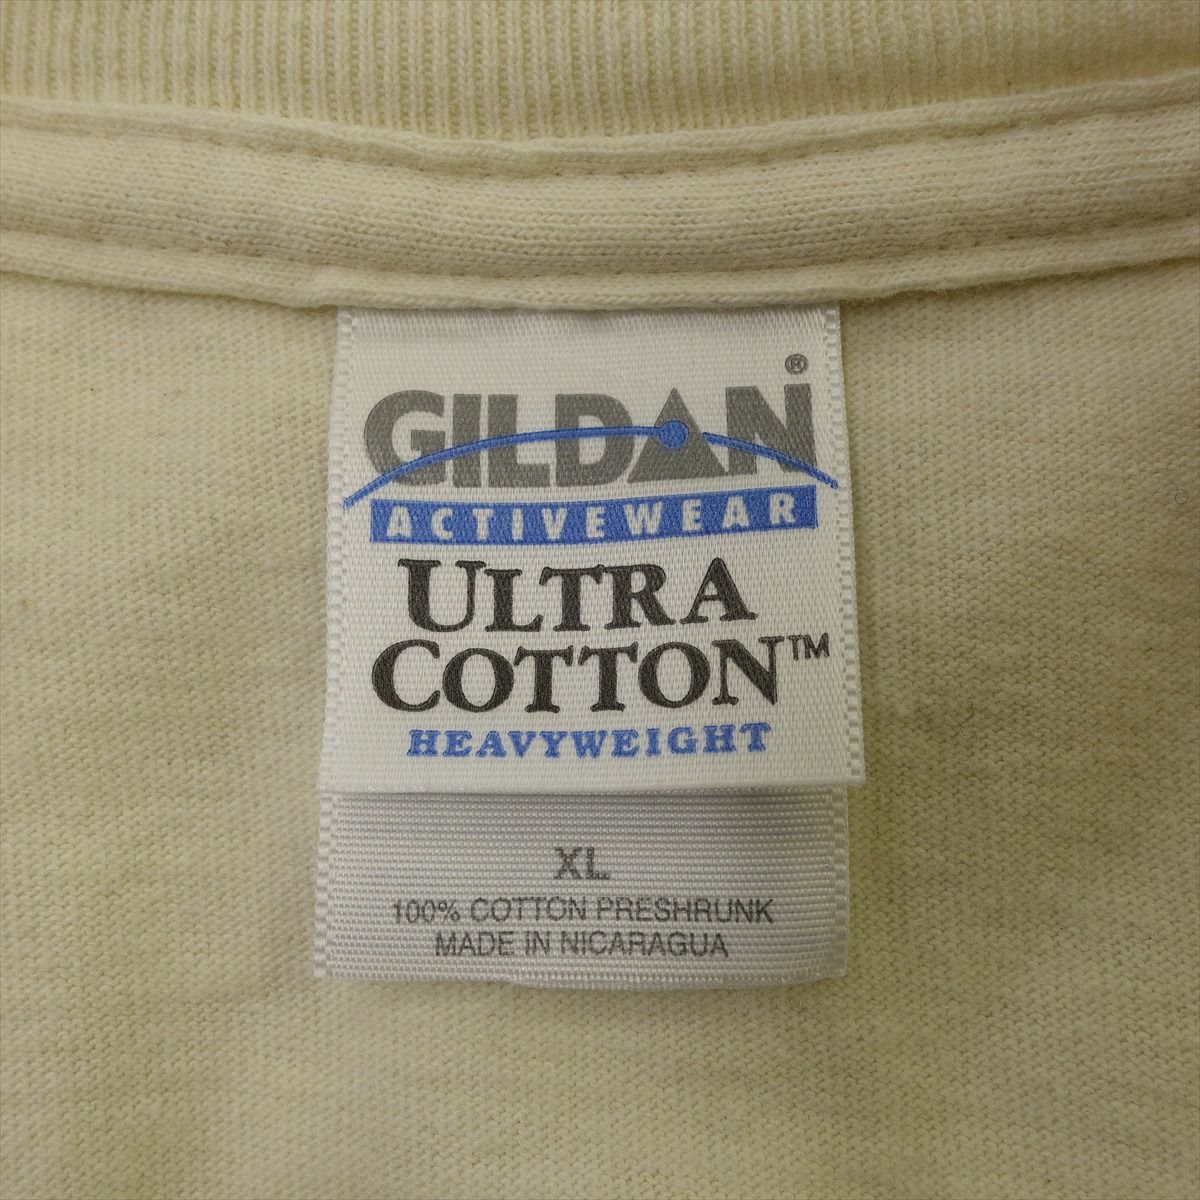 GILDAN®
ACTIVEWEAR
ULTRA
COTTON™
HEAVYWEIGHT
XL
100% COTTON PRESHRUNK
MADE IN NICARAGUA